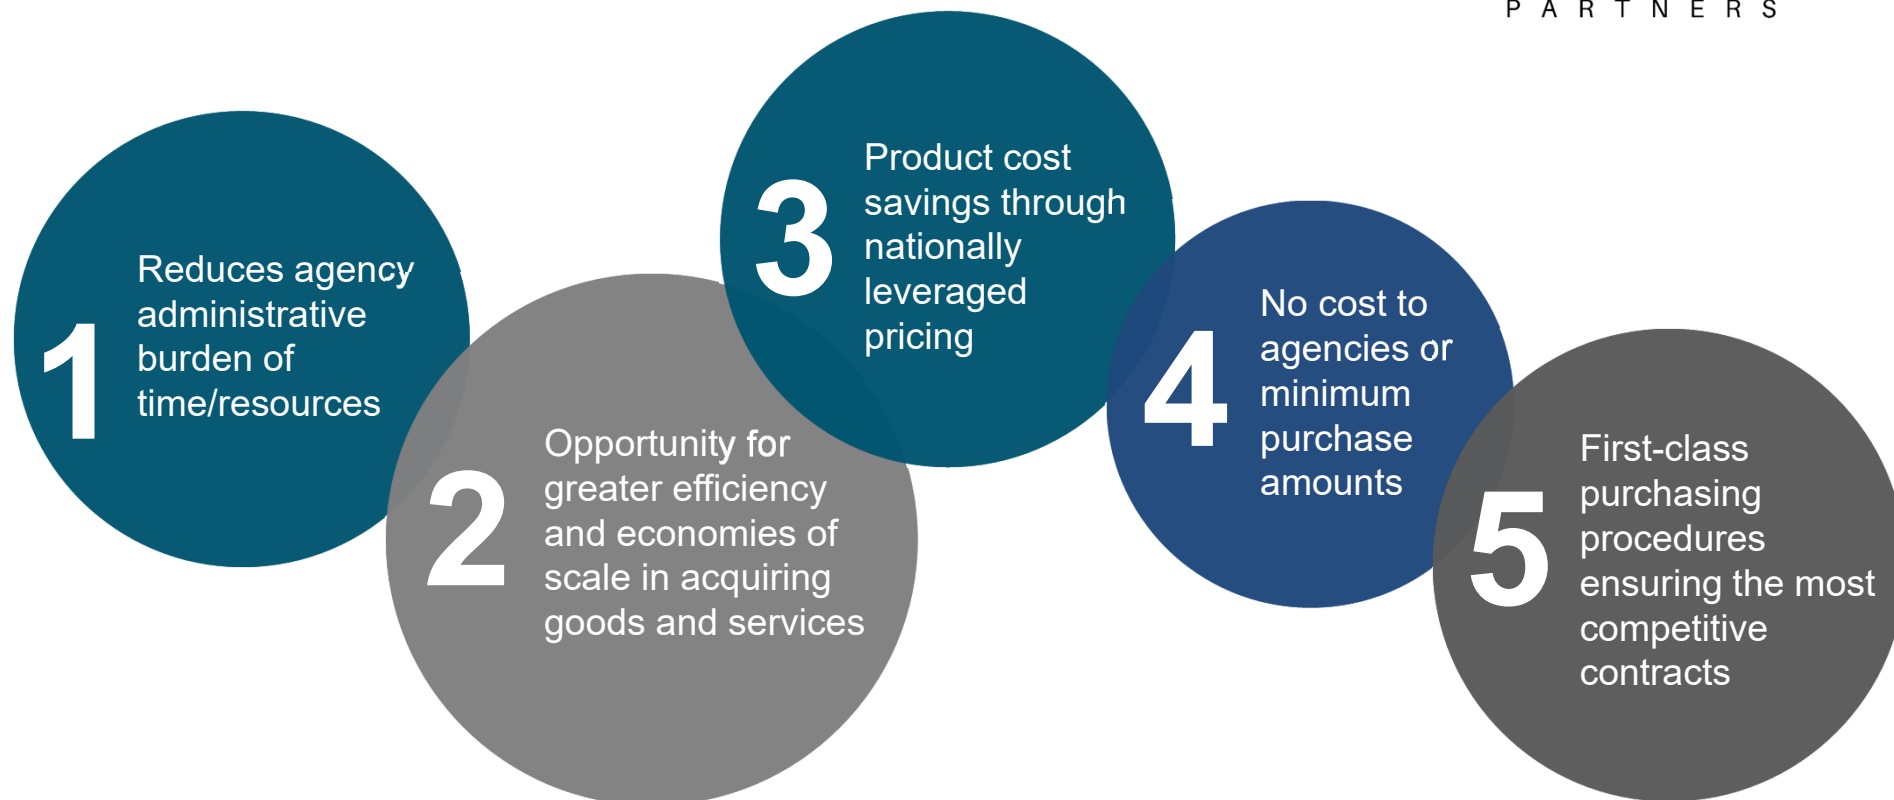 PARTNERS
1
Reduces agency
administrative
burden of
time/resources
2
Opportunity for
greater efficiency
and economies of
scale in acquiring
goods and services
3
Product cost
savings through
nationally
leveraged
pricing
4
No cost to
agencies or
minimum
purchase
amounts
5
First-class
purchasing
procedures
ensuring the most
competitive
contracts